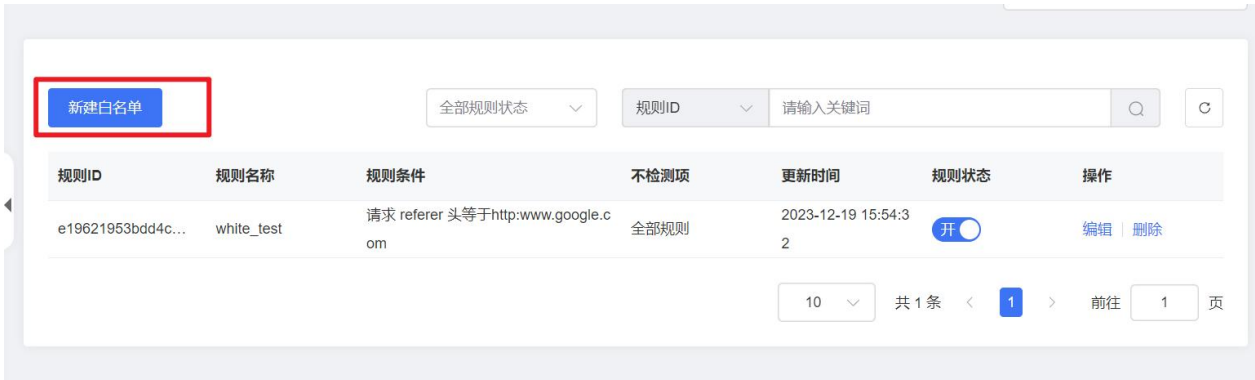 新建白名单 全部规则状态 规则ID 请输入关键词
规则ID 规则名称 规则条件 不检测项 更新时间 规则状态 操作
e19621953bdd4c... white_test 请求 referer 头等于http:www.google.c 全部规则 2023-12-19 15:54:3 开 编辑 删除
om 2
10 共 1 条 < 1 > 前往 1 页